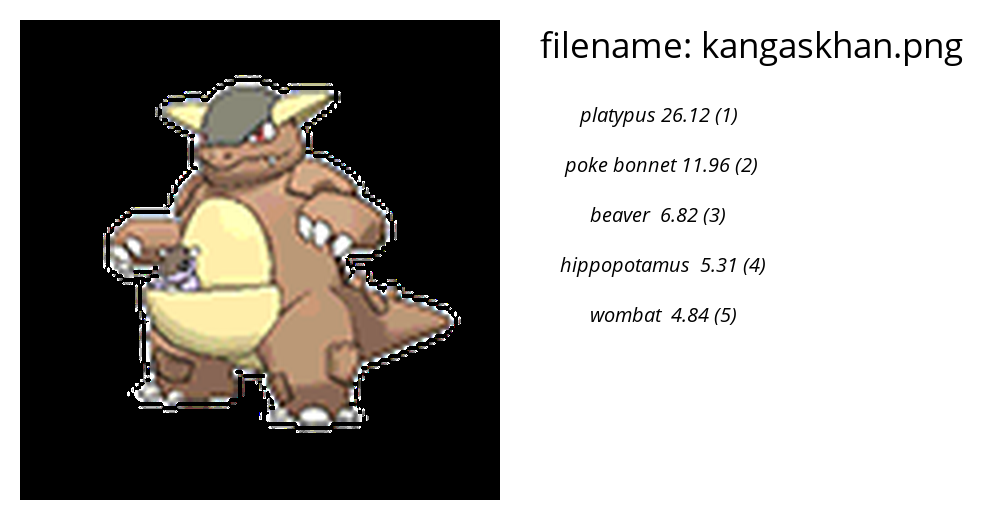 filename: kangaskhan.png
platypus 26.12 (1)
poke bonnet 11.96 (2)
beaver 6.82 (3)
hippopotamus 5.31 (4)
wombat 4.84 (5)